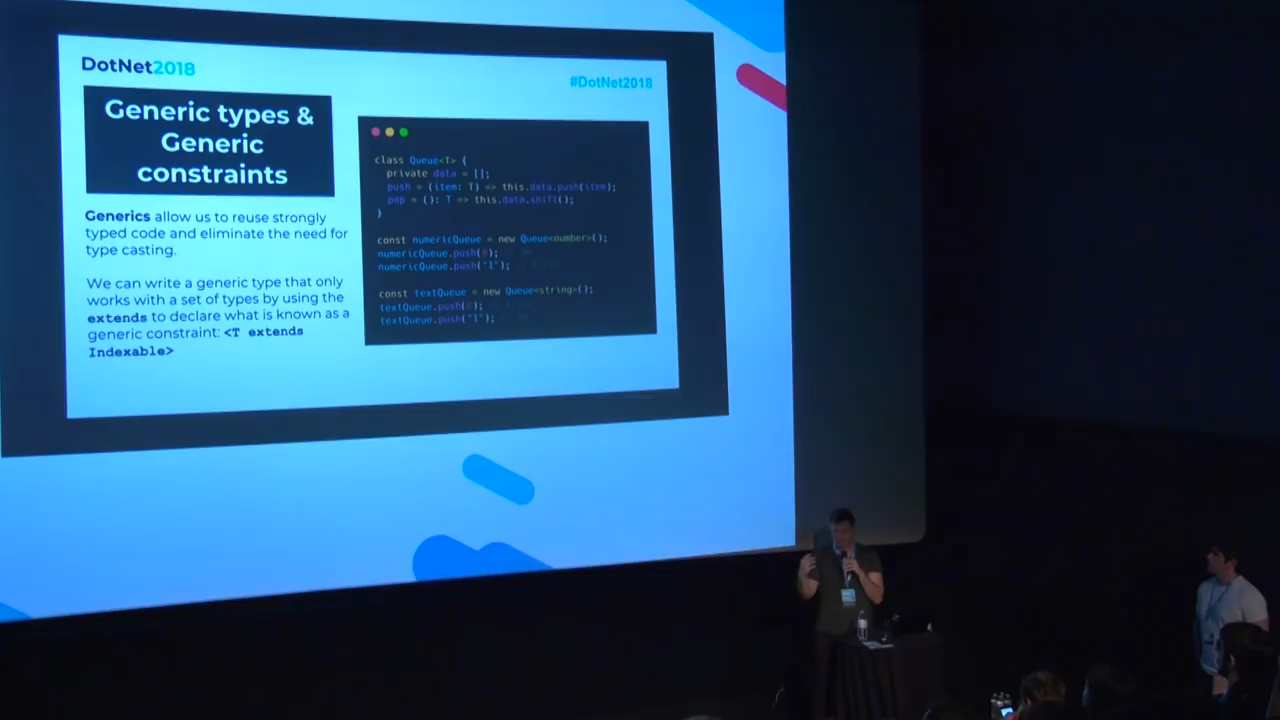 DotNet2018
#DotNet2018
Generic types &
Generic
constraints
Generics allow us to reuse strongly
typed code and eliminate the need for
type casting.
We can write a generic type that only
works with a set of types by using the
extends to declare what is known as a
generic constraint: <T extends
Indexable>
class Queue<T> {
private data = [];
push = (item: T) => this.data.push(item);
pop = (): T => this.data.shift();
}
const numericQueue = new Queue<number>();
numericQueue.push(
numericQueue.push("1");
const textQueue = new Queue<string>();
textQueue.push(
textQueue.push("1");